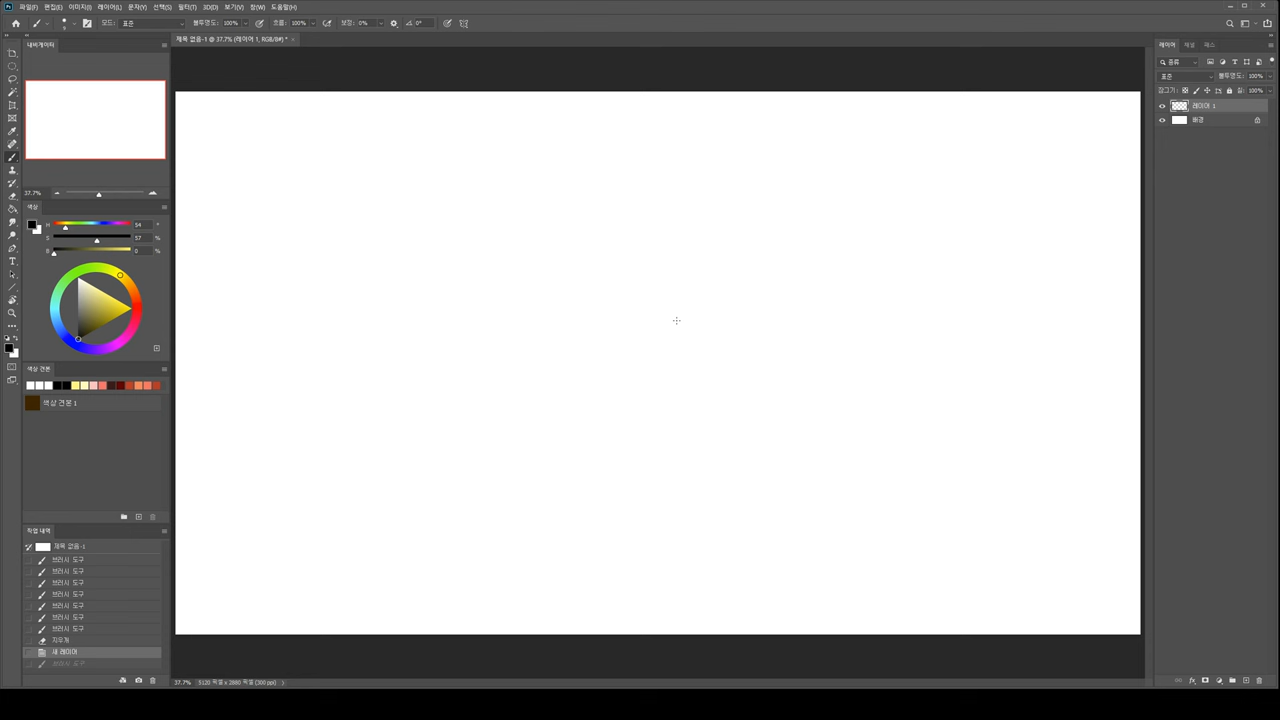 파일(F) 편집(E) 이미지(I) 레이어(L) 문자(Y) 선택(S) 필터(T) 3D(D) 보기(V) 창(W) 도움말(H)
모드: 표준 불투명도: 100% 흐름: 100% 보정: 0% 0°
제목 없음-1 @ 37.7% (레이어 1, RGB/8#) *
내비게이터
37.7%
색상
H 54 °
S 57 %
B 0 %
색상 견본
색상 견본 1
작업 내역
제목 없음-1
브러시 도구
브러시 도구
브러시 도구
브러시 도구
브러시 도구
브러시 도구
브러시 도구
지우개
새 레이어
브러시 도구
37.7% 5120 픽셀 x 2880 픽셀 (300 ppi)
레이어 채널 패스
종류
표준 불투명도: 100%
잠그기: 칠: 100%
레이어 1
배경